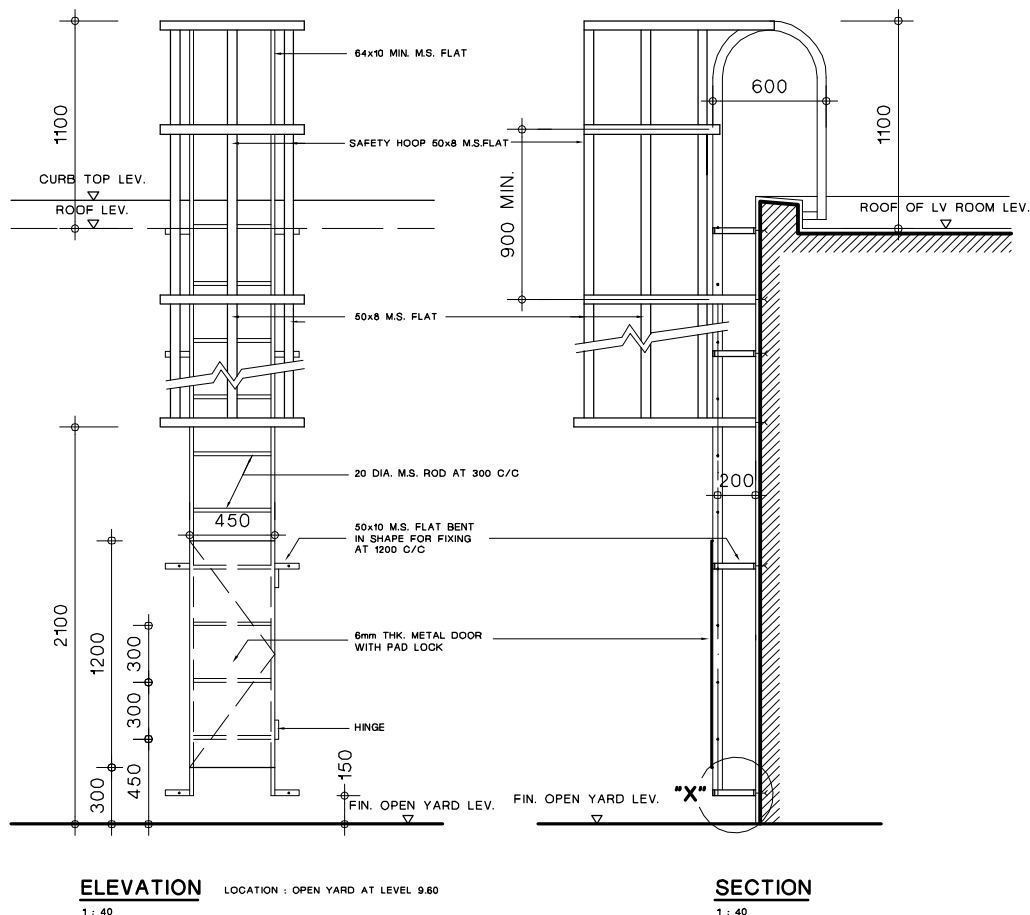 64x10 MIN. M.S. FLAT
600
1100
1100
SAFETY HOOP 50x8 M.S.FLAT
CURB TOP LEV.
900 MIN.
ROOF LEV.
ROOF OF LV ROOM LEV.
50x8 M.S. FLAT
20 DIA. M.S. ROD AT 300 C/C
200
450
50x10 M.S. FLAT BENT
IN SHAPE FOR FIXING
AT 1200 C/C
2100
1200
300
6mm THK. METAL DOOR
WITH PAD LOCK
300
HINGE
300
450
150
"X"
FIN. OPEN YARD LEV.
FIN. OPEN YARD LEV.
ELEVATION
LOCATION : OPEN YARD AT LEVEL 9.60
SECTION
1 : 40
1 : 40